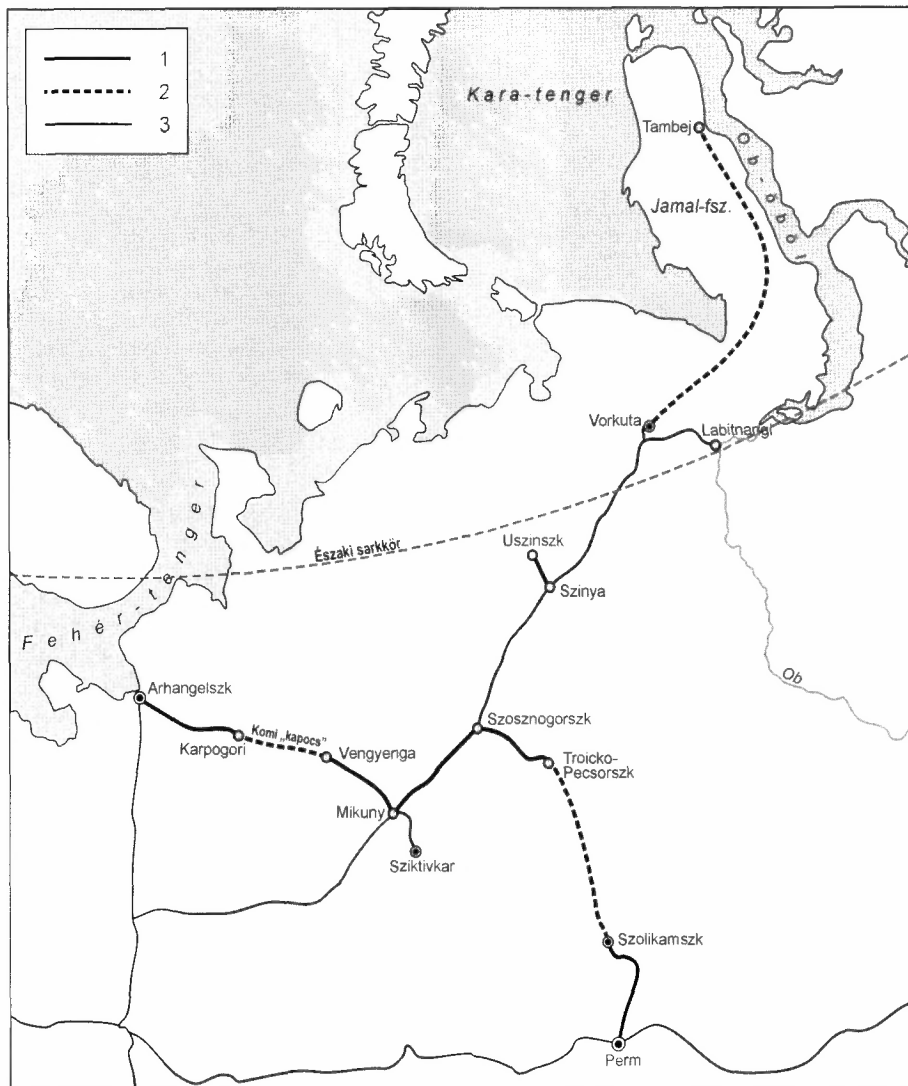 1
2
3
Kara-tenger
Tambej
Ob-öböl
Jamal-fsz.
Vorkuta
Labitnangi
Uszinszk
Északi sarkkör
Szinya
Fehér-tenger
Ob
Arhangelszk
Komi „kapocs”
Karpogori
Vengyenga
Szosznogorszk
Troicko-
Pecsorszk
Mikuny
Sziktivkar
Szolikamszk
Perm